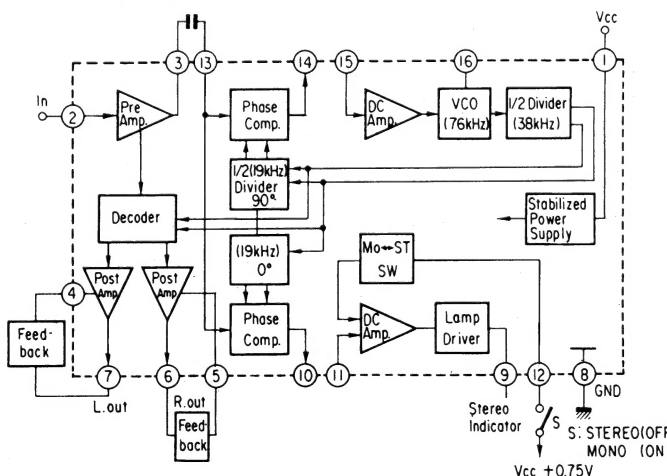 Vcc
3
13
14
15
16
1
In
2
Pre
Amp.
Phase
Comp.
DC
Amp.
VCO
(76kHz)
1/2 Divider
(38kHz)
1/2(19kHz)
Divider
90°
Decoder
Stabilized
Power
Supply
(19kHz)
0°
Mo↔ST
SW
Post
Amp.
Post
Amp.
4
Feed-
back
Phase
Comp.
DC
Amp.
Lamp
Driver
7
6
5
10
11
9
12
8
GND
L.out
R.out
Feed-
back
Stereo
Indicator
S
S: STEREO(OFF
MONO (ON
Vcc +0.75V